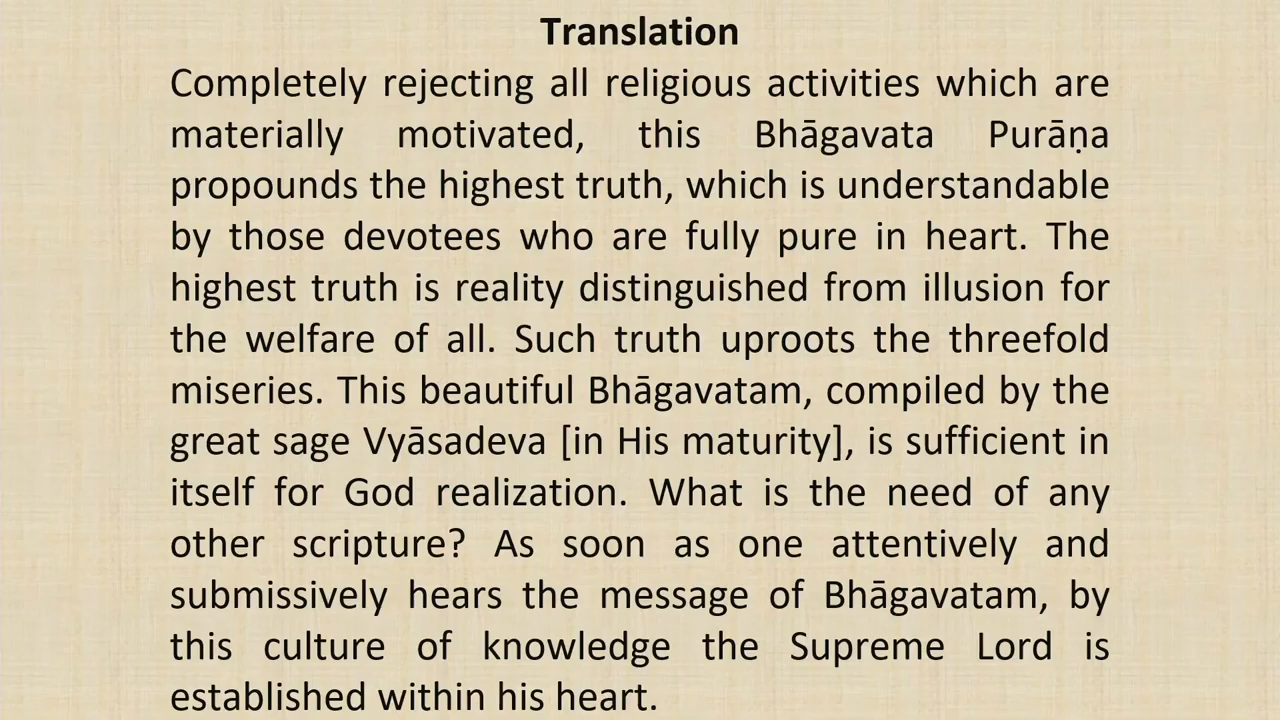 Translation
Completely rejecting all religious activities which are
materially motivated, this Bhāgavata Purāṇa
propounds the highest truth, which is understandable
by those devotees who are fully pure in heart. The
highest truth is reality distinguished from illusion for
the welfare of all. Such truth uproots the threefold
miseries. This beautiful Bhāgavatam, compiled by the
great sage Vyāsadeva [in His maturity], is sufficient in
itself for God realization. What is the need of any
other scripture? As soon as one attentively and
submissively hears the message of Bhāgavatam, by
this culture of knowledge the Supreme Lord is
established within his heart.